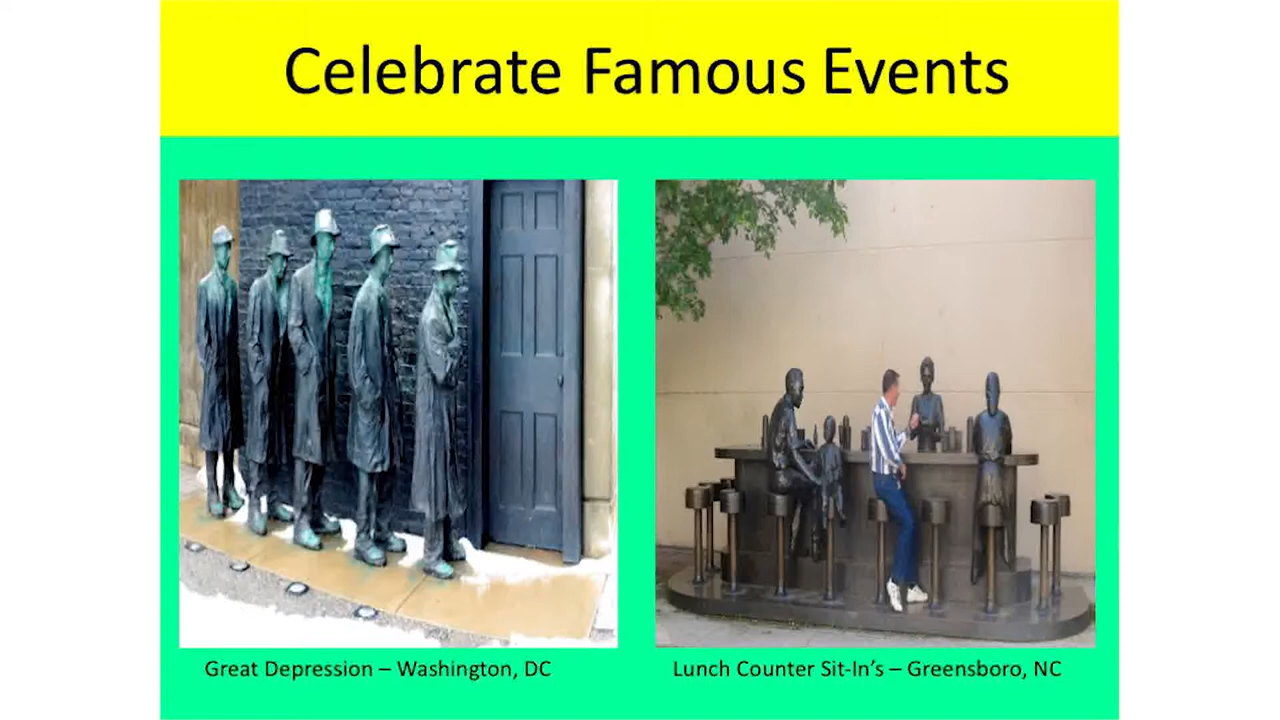 Celebrate Famous Events
Great Depression – Washington, DC
Lunch Counter Sit-In's – Greensboro, NC